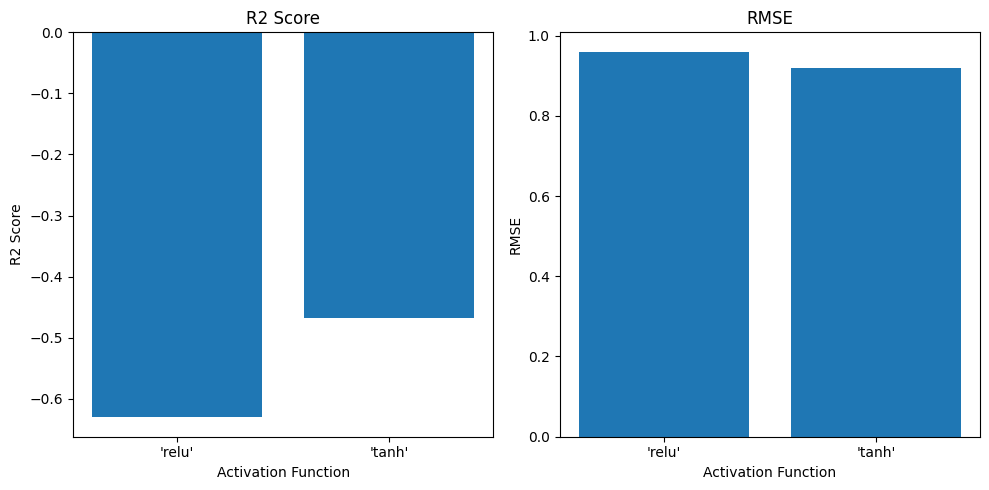 R2 Score
0.0
−0.1
−0.2
−0.3
−0.4
−0.5
−0.6
R2 Score
'relu'
'tanh'
Activation Function
RMSE
1.0
0.8
0.6
0.4
0.2
0.0
RMSE
'relu'
'tanh'
Activation Function